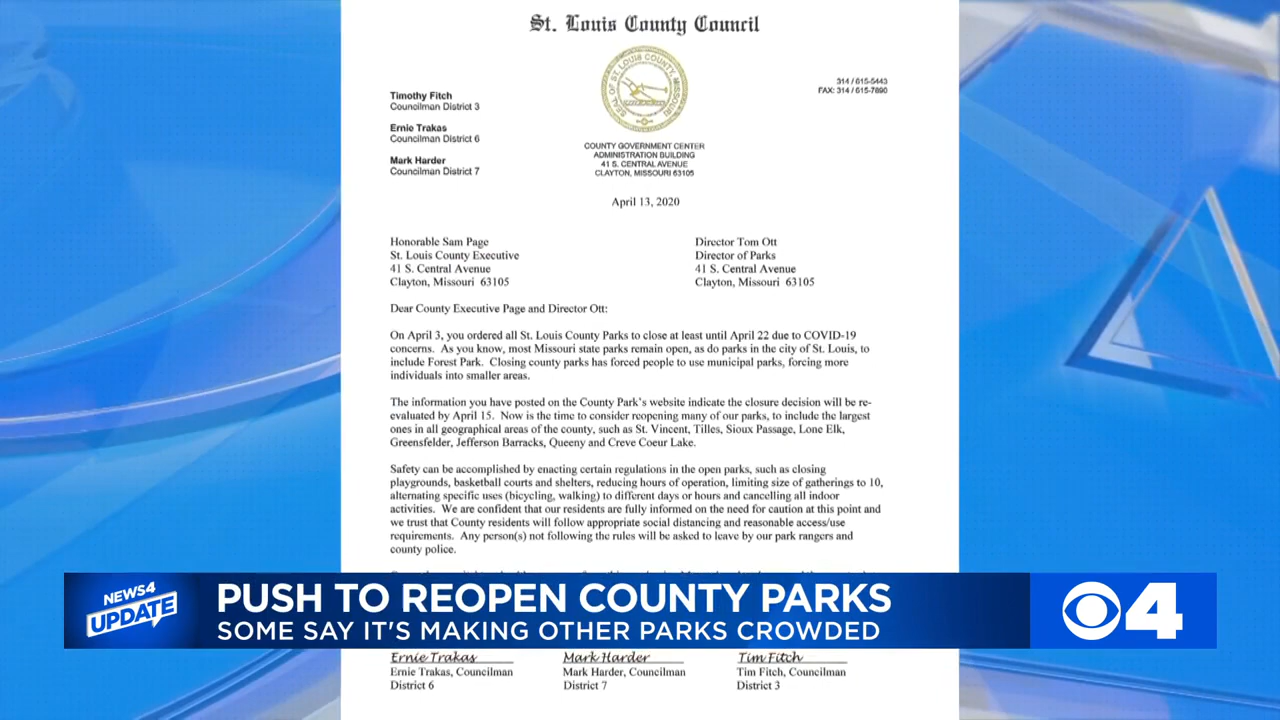 St. Louis County Council
314 / 615-5443
FAX: 314 / 615-7890
Timothy Fitch
Councilman District 3
Ernie Trakas
Councilman District 6
Mark Harder
Councilman District 7
SEAL OF ST. LOUIS COUNTY, MISSOURI
COUNTY GOVERNMENT CENTER
ADMINISTRATION BUILDING
41 S. CENTRAL AVENUE
CLAYTON, MISSOURI 63105
April 13, 2020
Honorable Sam Page
St. Louis County Executive
41 S. Central Avenue
Clayton, Missouri 63105
Director Tom Ott
Director of Parks
41 S. Central Avenue
Clayton, Missouri 63105
Dear County Executive Page and Director Ott:
On April 3, you ordered all St. Louis County Parks to close at least until April 22 due to COVID-19
concerns. As you know, most Missouri state parks remain open, as do parks in the city of St. Louis, to
include Forest Park. Closing county parks has forced people to use municipal parks, forcing more
individuals into smaller areas.
The information you have posted on the County Park's website indicate the closure decision will be re-
evaluated by April 15. Now is the time to consider reopening many of our parks, to include the largest
ones in all geographical areas of the county, such as St. Vincent, Tilles, Sioux Passage, Lone Elk,
Greensfelder, Jefferson Barracks, Queeny and Creve Coeur Lake.
Safety can be accomplished by enacting certain regulations in the open parks, such as closing
playgrounds, basketball courts and shelters, reducing hours of operation, limiting size of gatherings to 10,
alternating specific uses (bicycling, walking) to different days or hours and cancelling all indoor
activities. We are confident that our residents are fully informed on the need for caution at this point and
we trust that County residents will follow appropriate social distancing and reasonable access/use
requirements. Any person(s) not following the rules will be asked to leave by our park rangers and
county police.
NEWS4
UPDATE
PUSH TO REOPEN COUNTY PARKS
SOME SAY IT'S MAKING OTHER PARKS CROWDED
4
Ernie Trakas
Ernie Trakas, Councilman
District 6
Mark Harder
Mark Harder, Councilman
District 7
Tim Fitch
Tim Fitch, Councilman
District 3